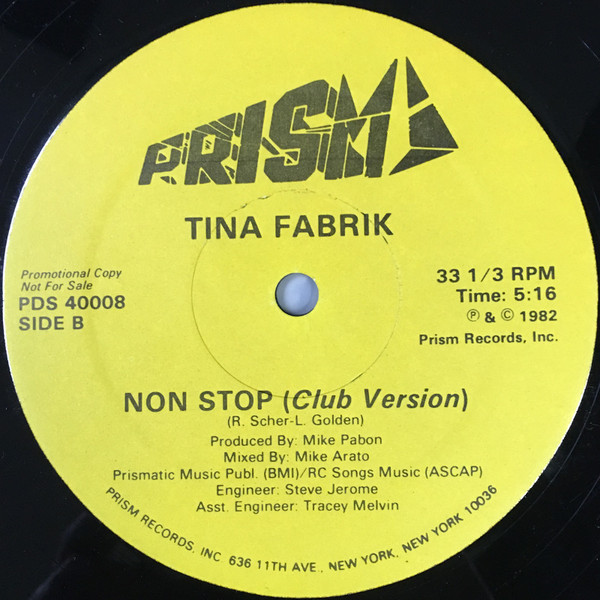 PRISM
TINA FABRIK
Promotional Copy
Not For Sale
PDS 40008
SIDE B
33 1/3 RPM
Time: 5:16
℗ & © 1982
Prism Records, Inc.
NON STOP (Club Version)
(R. Scher-L. Golden)
Produced By: Mike Pabon
Mixed By: Mike Arato
Prismatic Music Publ. (BMI)/RC Songs Music (ASCAP)
Engineer: Steve Jerome
Asst. Engineer: Tracey Melvin
PRISM RECORDS, INC. 636 11TH AVE., NEW YORK, NEW YORK 10036